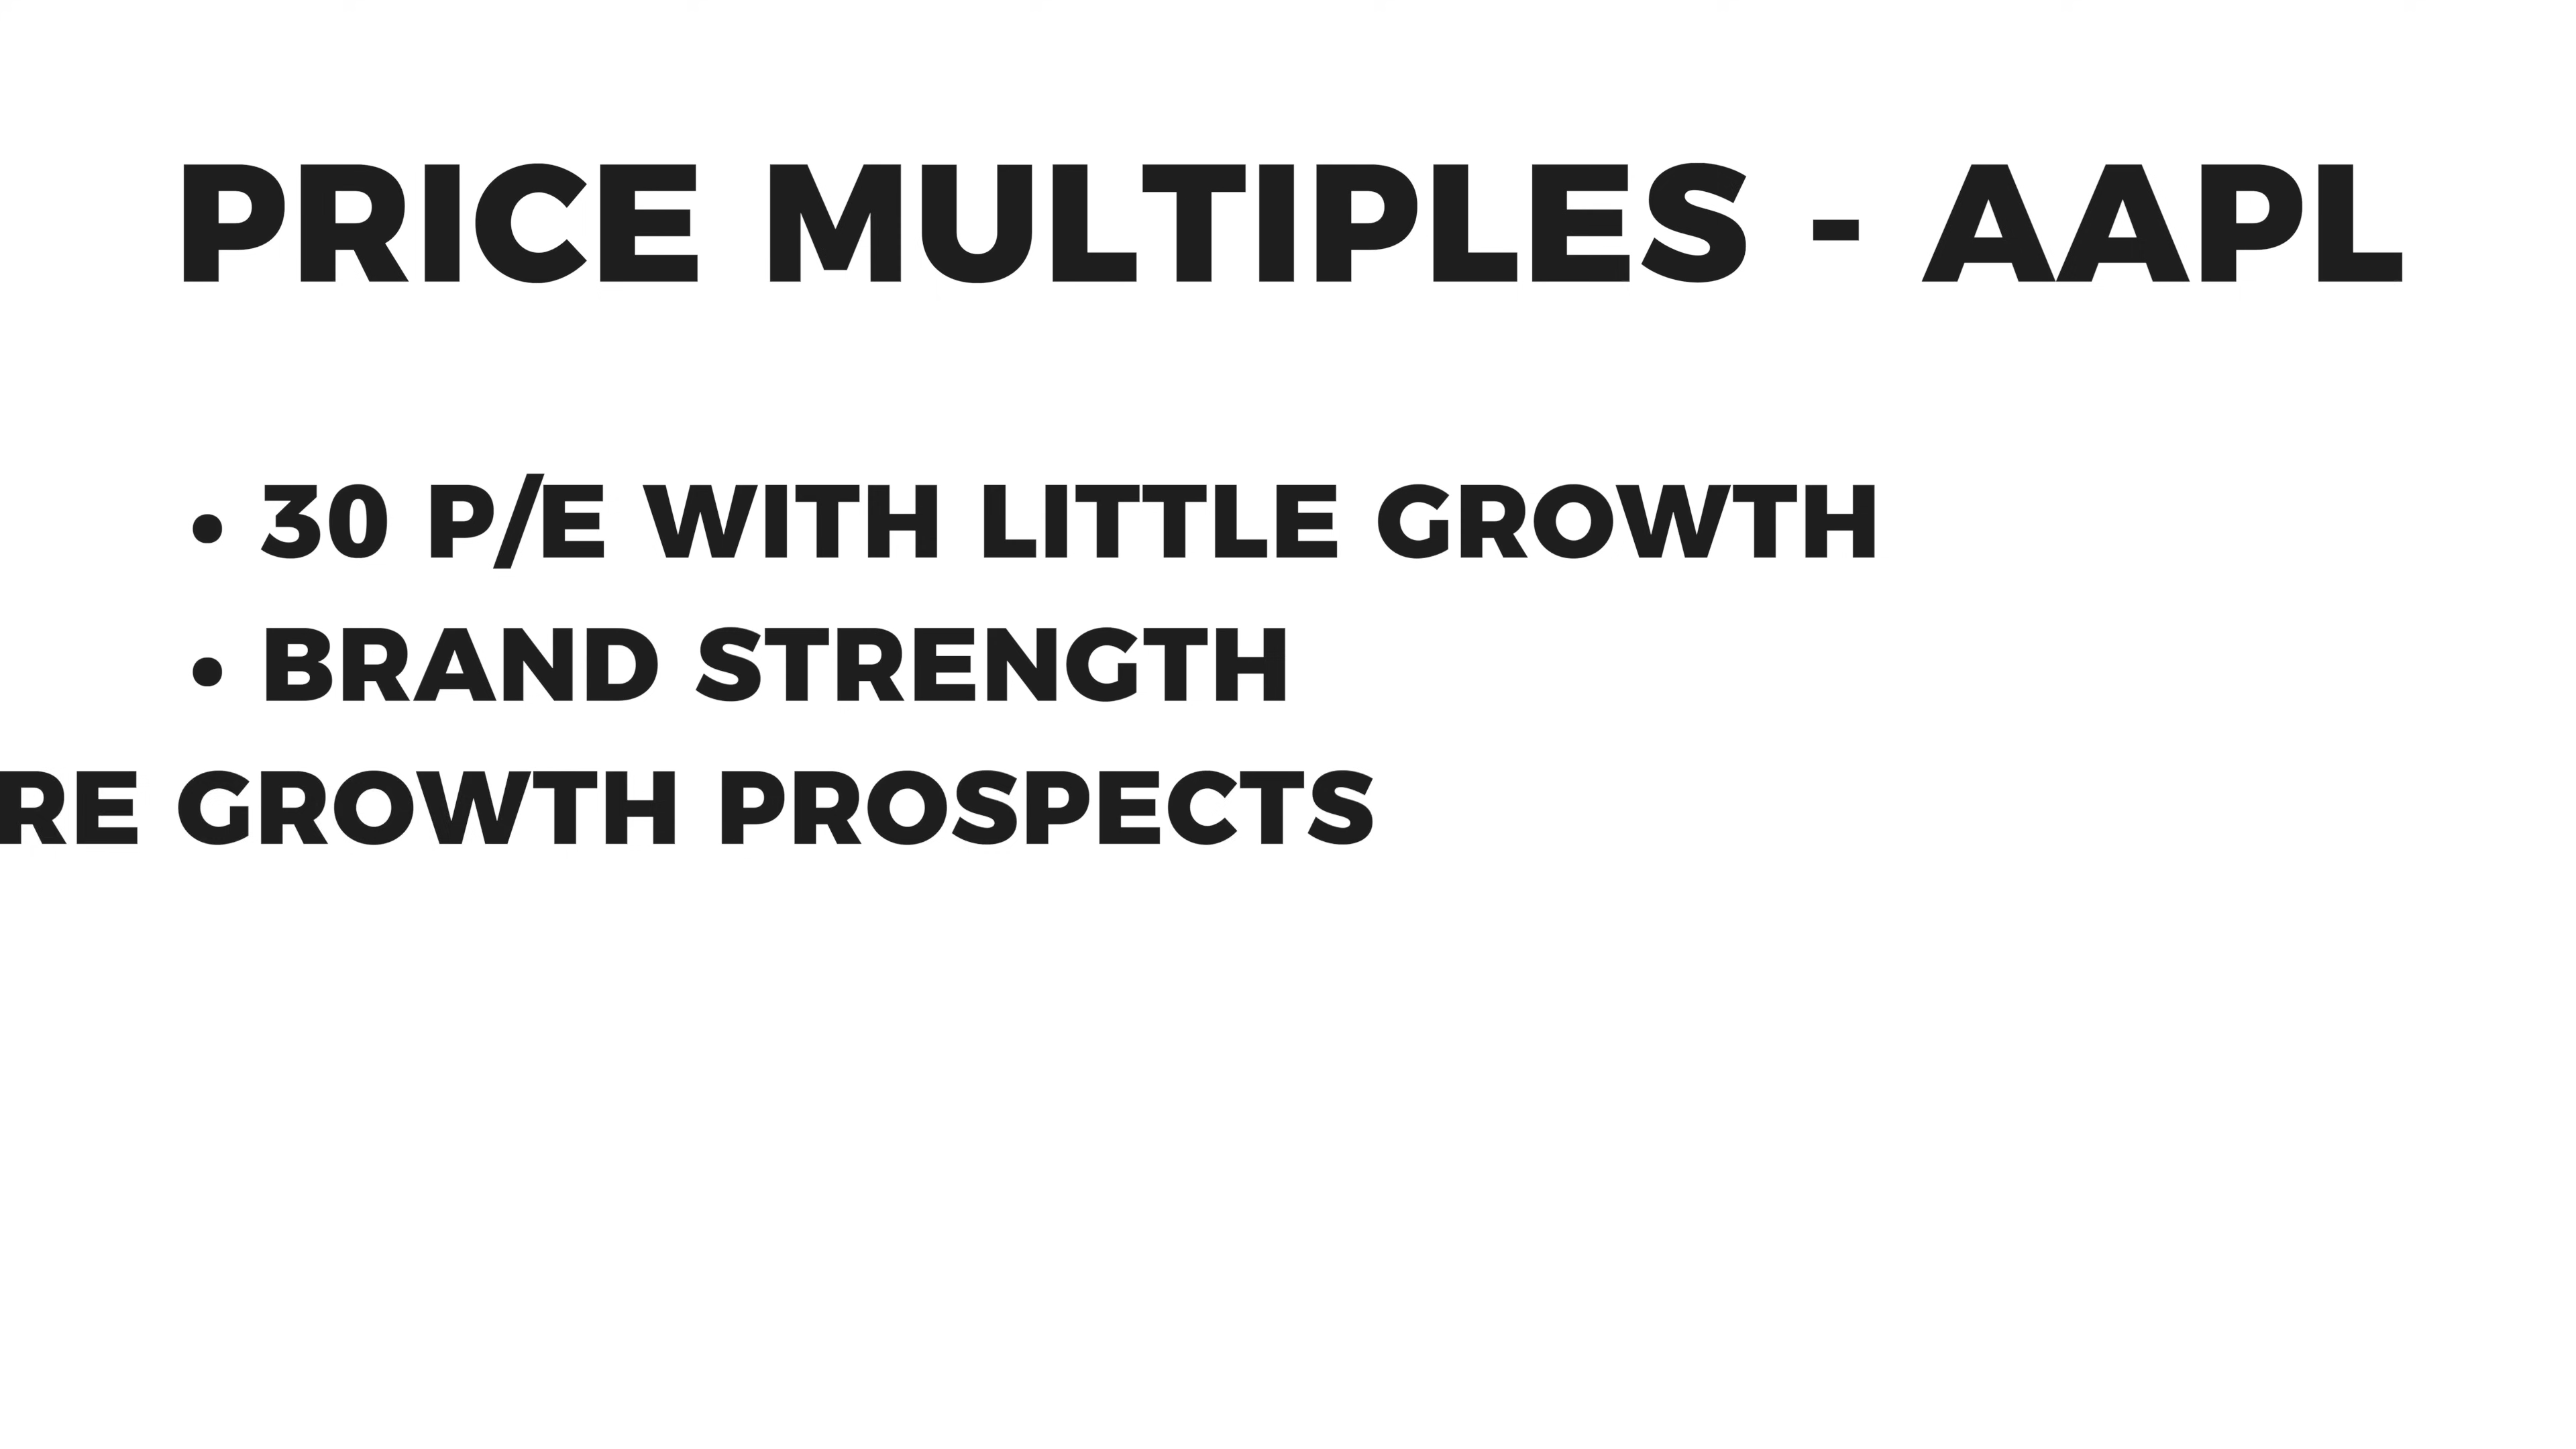 PRICE MULTIPLES - AAPL
• 30 P/E WITH LITTLE GROWTH
• BRAND STRENGTH
RE GROWTH PROSPECTS